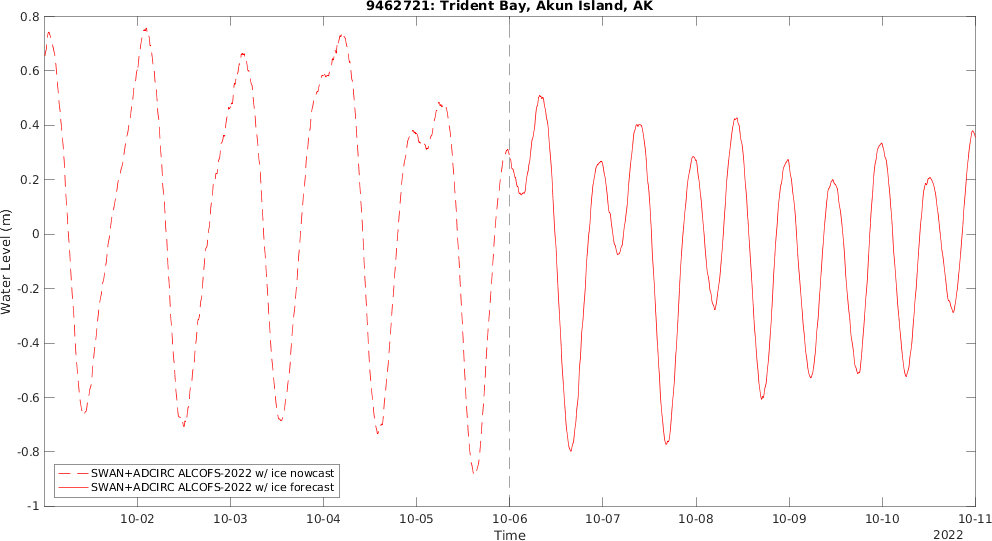 9462721: Trident Bay, Akun Island, AK
0.8
0.6
0.4
0.2
0
-0.2
-0.4
-0.6
-0.8
-1
Water Level (m)
SWAN+ADCIRC ALCOFS-2022 w/ ice nowcast
SWAN+ADCIRC ALCOFS-2022 w/ ice forecast
10-02 10-03 10-04 10-05 10-06 10-07 10-08 10-09 10-10 10-11
Time
2022